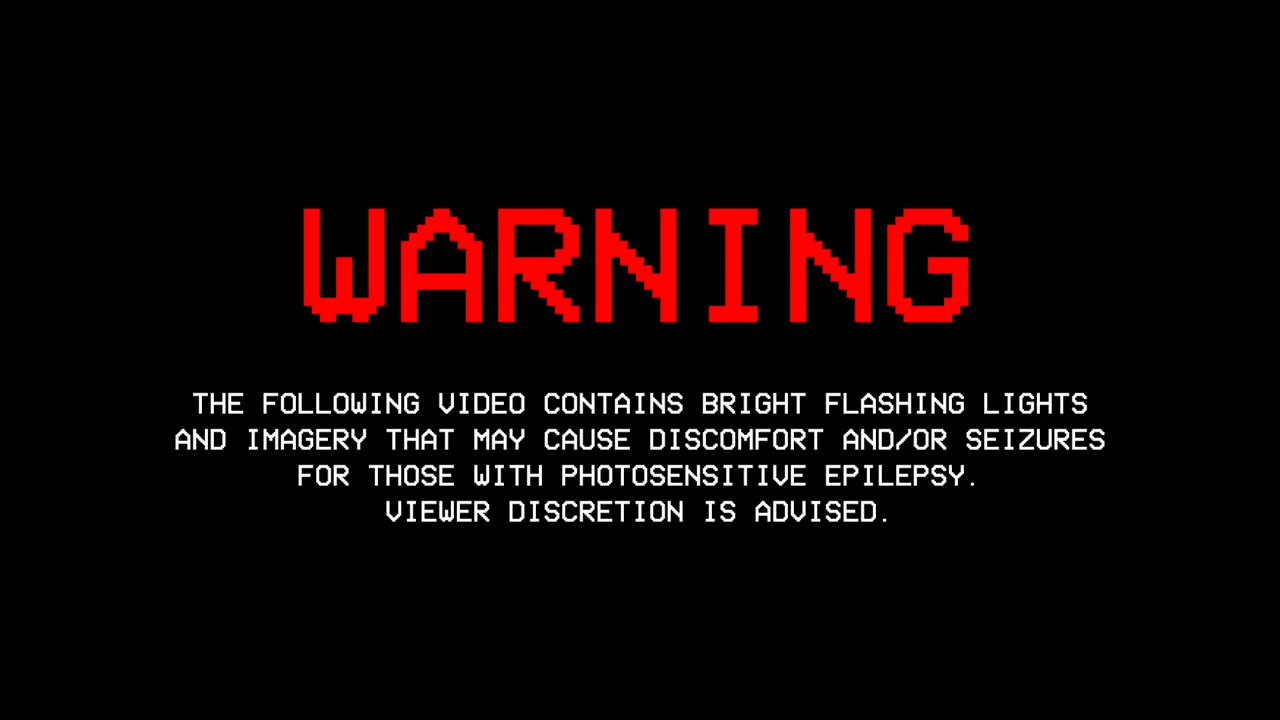 WARNING
THE FOLLOWING VIDEO CONTAINS BRIGHT FLASHING LIGHTS
AND IMAGERY THAT MAY CAUSE DISCOMFORT AND/OR SEIZURES
FOR THOSE WITH PHOTOSENSITIVE EPILEPSY.
VIEWER DISCRETION IS ADVISED.